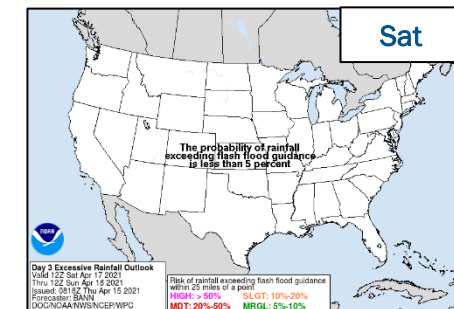 Sat
The probability of rainfall
exceeding flash flood guidance
is less than 5 percent
NOAA
Day 3 Excessive Rainfall Outlook
Valid 12Z Sat Apr 17 2021
Thru 12Z Sun Apr 18 2021
Issued: 0818Z Thu Apr 15 2021
Forecaster: BANN
DOC/NOAA/NWS/NCEP/WPC
Risk of rainfall exceeding flash flood guidance
within 25 miles of a point
HIGH: > 50% SLGT: 10%-20%
MDT: 20%-50% MRGL: 5%-10%